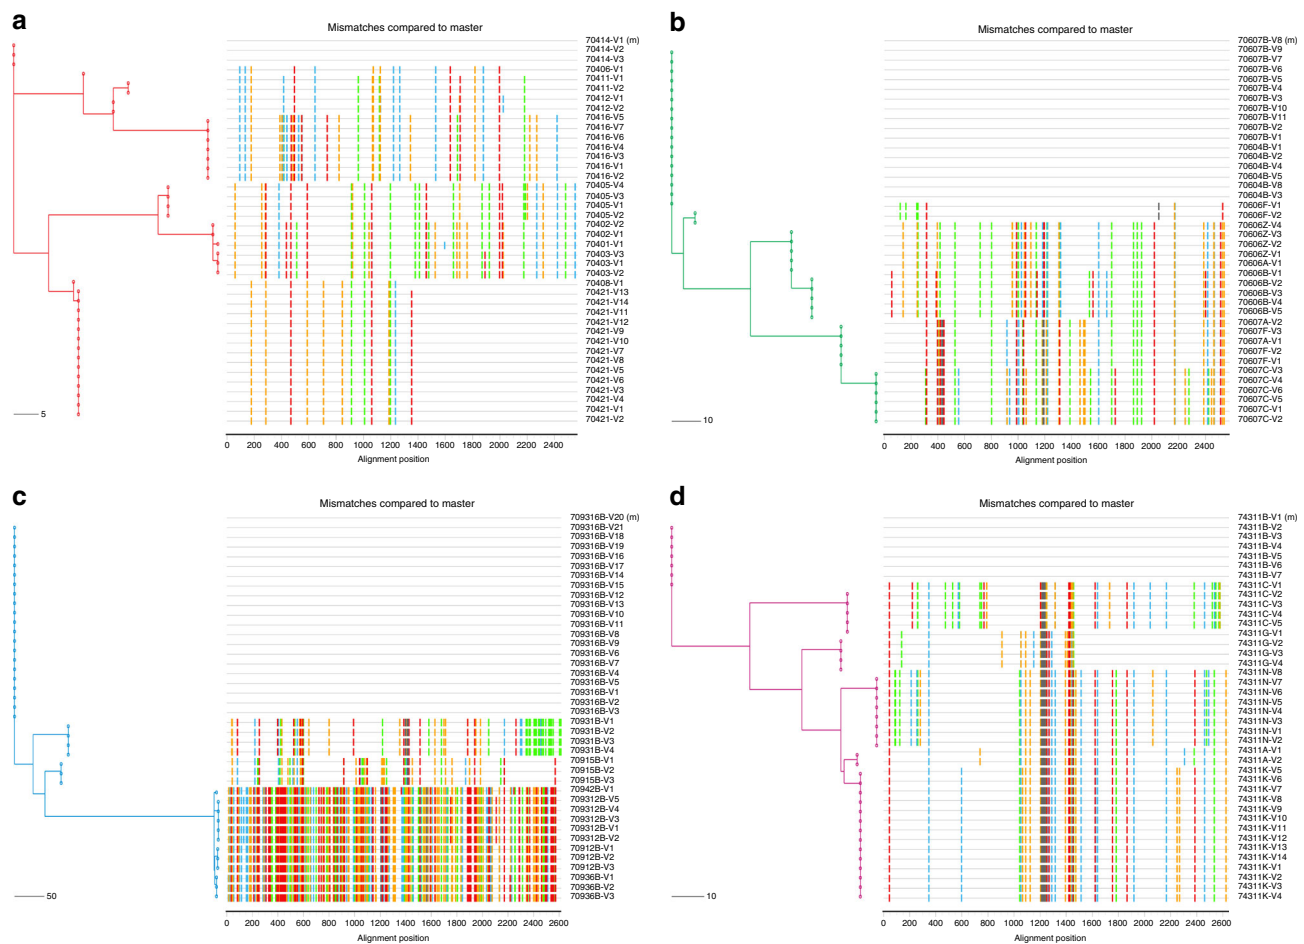 a
Mismatches compared to master
70414-V1 (m)
70414-V2
70414-V3
70406-V1
70411-V1
70411-V2
70412-V1
70412-V2
70416-V5
70416-V7
70416-V6
70416-V4
70416-V3
70416-V1
70416-V2
70405-V4
70405-V3
70405-V1
70405-V2
70402-V2
70402-V1
70401-V1
70403-V3
70403-V1
70403-V2
70408-V1
70421-V13
70421-V14
70421-V11
70421-V12
70421-V9
70421-V10
70421-V7
70421-V8
70421-V5
70421-V6
70421-V3
70421-V4
70421-V1
70421-V2
5
0 200 400 600 800 1000 1200 1400 1600 1800 2000 2200 2400
Alignment position
b
Mismatches compared to master
70607B-V8 (m)
70607B-V9
70607B-V7
70607B-V6
70607B-V5
70607B-V4
70607B-V3
70607B-V10
70607B-V11
70607B-V2
70607B-V1
70604B-V1
70604B-V2
70604B-V4
70604B-V5
70604B-V8
70604B-V3
70606F-V1
70606F-V2
70606Z-V4
70606Z-V3
70606Z-V2
70606Z-V1
70606A-V1
70606B-V1
70606B-V2
70606B-V3
70606B-V4
70606B-V5
70607A-V2
70607F-V3
70607A-V1
70607F-V2
70607F-V1
70607C-V3
70607C-V4
70607C-V6
70607C-V5
70607C-V1
70607C-V2
10
0 200 400 600 800 1000 1200 1400 1600 1800 2000 2200 2400
Alignment position
c
Mismatches compared to master
709316B-V20 (m)
709316B-V21
709316B-V18
709316B-V19
709316B-V16
709316B-V17
709316B-V14
709316B-V15
709316B-V12
709316B-V13
709316B-V10
709316B-V11
709316B-V8
709316B-V9
709316B-V6
709316B-V7
709316B-V4
709316B-V5
709316B-V1
709316B-V2
709316B-V3
70931B-V1
70931B-V2
70931B-V3
70931B-V4
70915B-V1
70915B-V2
70915B-V3
70942B-V1
709312B-V5
709312B-V4
709312B-V3
709312B-V1
709312B-V2
70912B-V1
70912B-V2
70912B-V3
70936B-V1
70936B-V2
70936B-V3
50
0 200 400 600 800 1000 1200 1400 1600 1800 2000 2200 2400 2600
Alignment position
d
Mismatches compared to master
74311B-V1 (m)
74311B-V2
74311B-V3
74311B-V4
74311B-V5
74311B-V6
74311B-V7
74311C-V1
74311C-V2
74311C-V3
74311C-V4
74311C-V5
74311G-V1
74311G-V2
74311G-V3
74311G-V4
74311N-V8
74311N-V7
74311N-V6
74311N-V5
74311N-V4
74311N-V3
74311N-V1
74311N-V2
74311A-V1
74311A-V2
74311K-V5
74311K-V6
74311K-V7
74311K-V8
74311K-V9
74311K-V10
74311K-V11
74311K-V12
74311K-V13
74311K-V14
74311K-V1
74311K-V2
74311K-V3
74311K-V4
10
0 200 400 600 800 1000 1200 1400 1600 1800 2000 2200 2400 2600
Alignment position